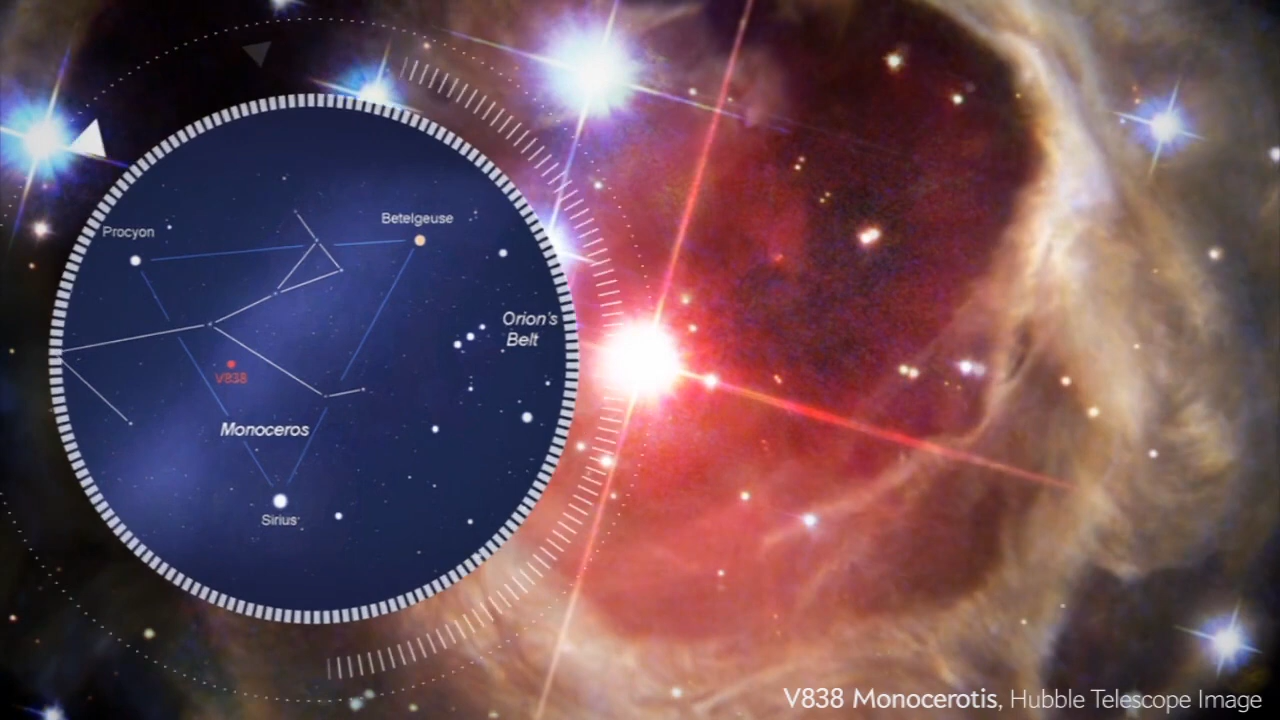 Betelgeuse
Procyon
Orion's
Belt
V838
Monoceros
Sirius
V838 Monocerotis, Hubble Telescope Image